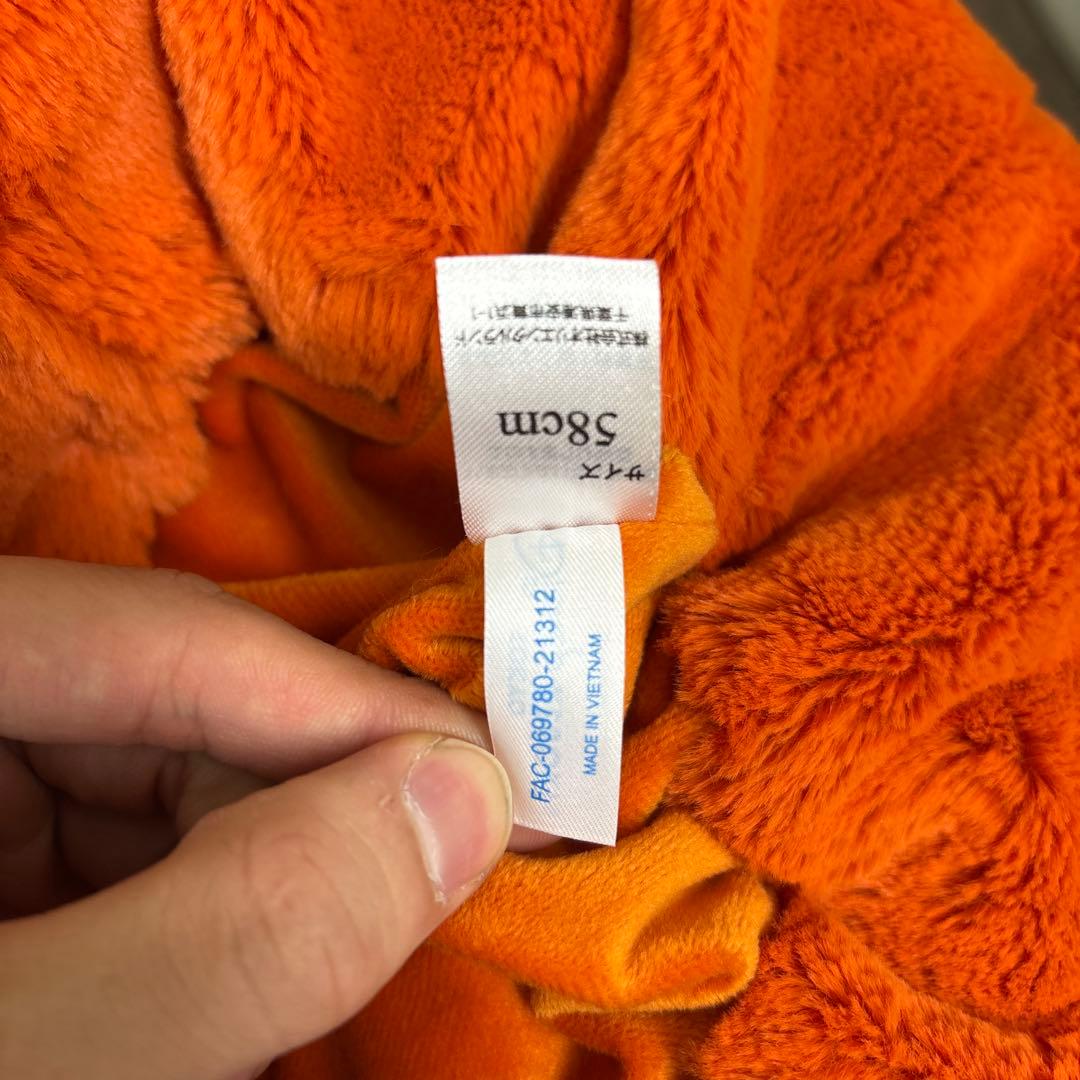 サイズ
58cm
株式会社オリエンタルランド
千葉県浦安市舞浜1-1
FAC-069780-21312
MADE IN VIETNAM